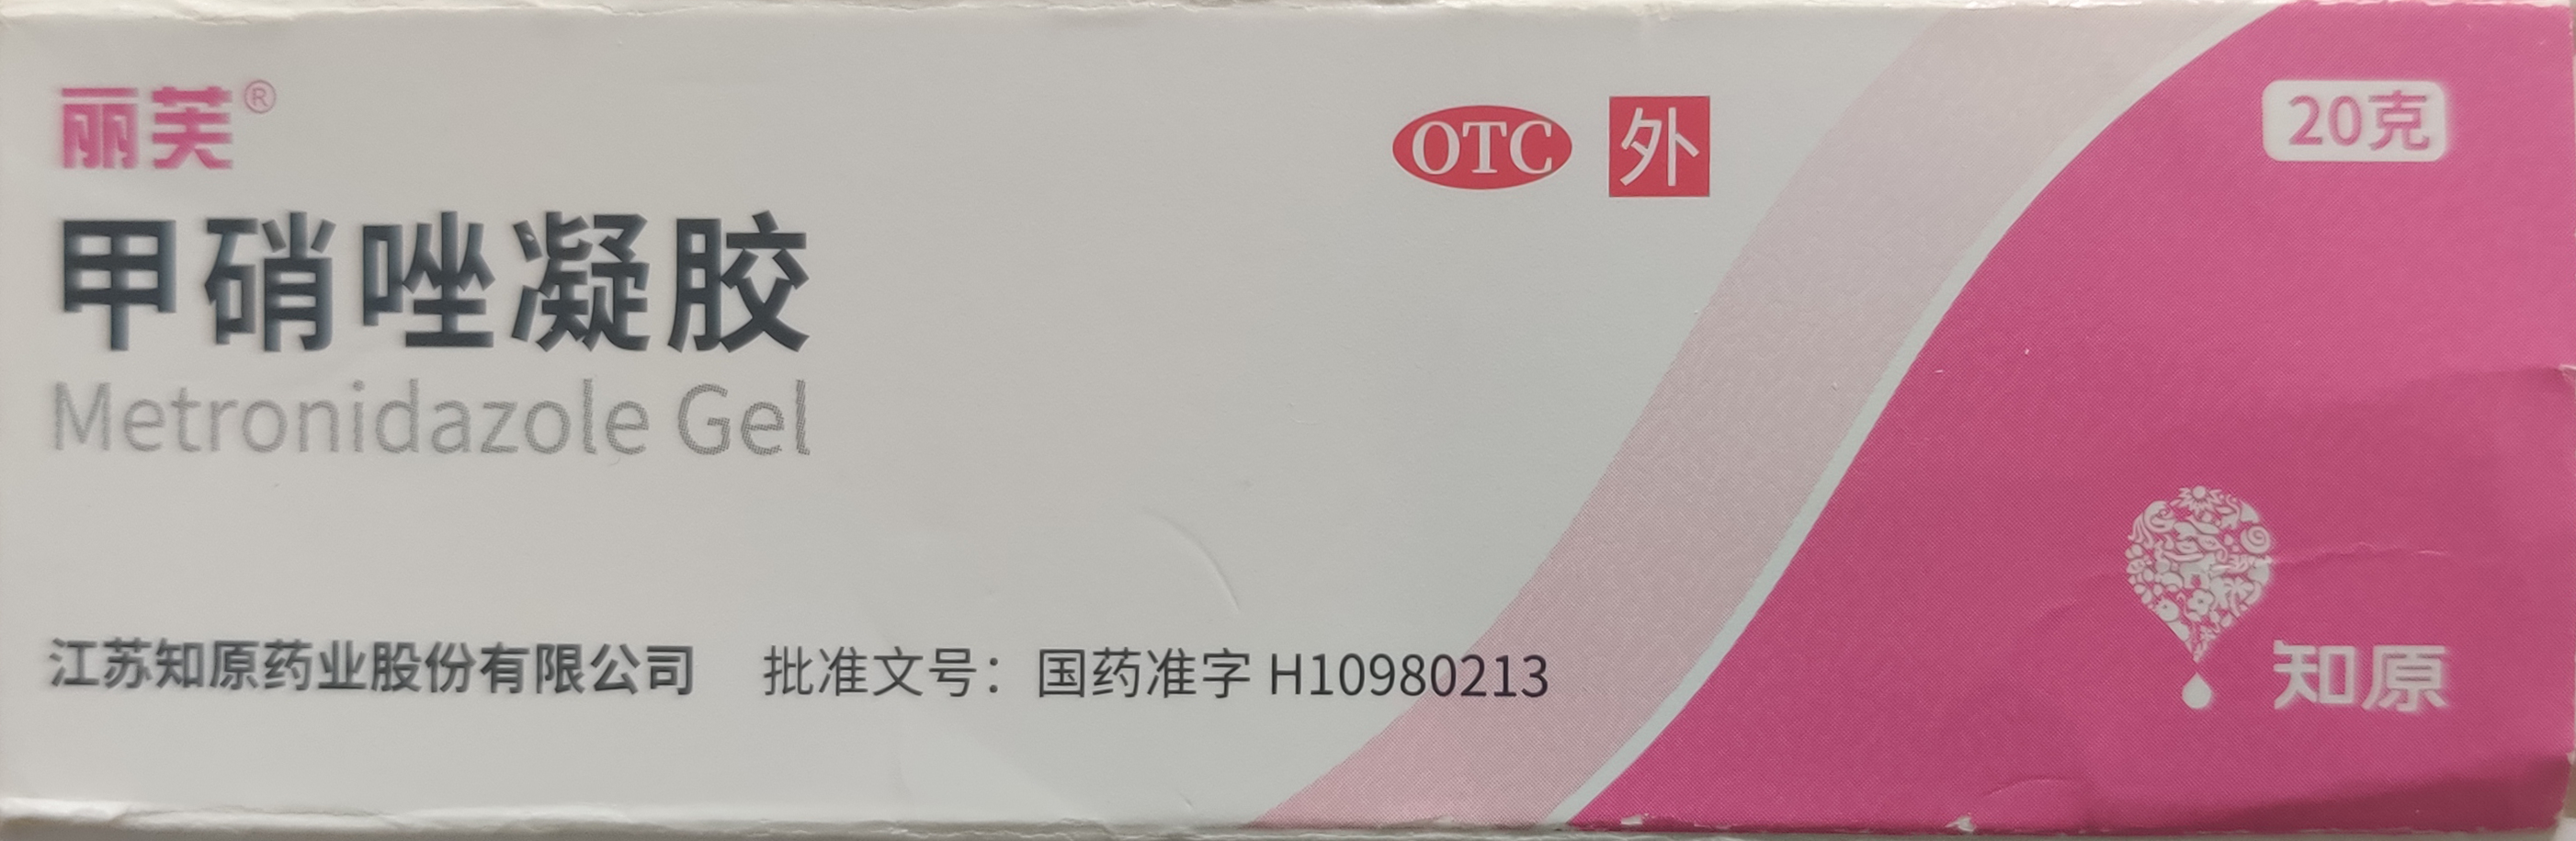 丽芙®
OTC 外
20克
甲硝唑凝胶
Metronidazole Gel
江苏知原药业股份有限公司 批准文号：国药准字 H10980213
知原